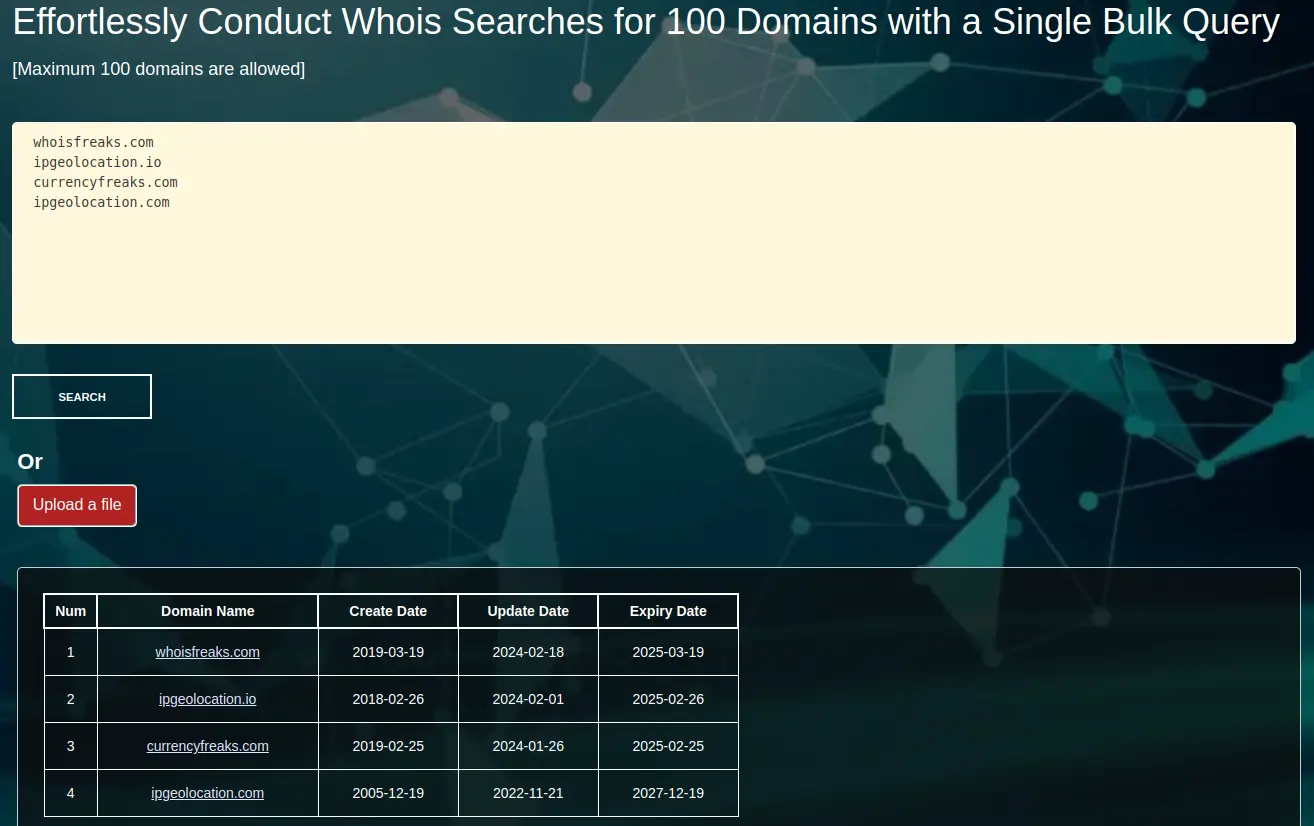 Effortlessly Conduct Whois Searches for 100 Domains with a Single Bulk Query
[Maximum 100 domains are allowed]
whoisfreaks.com
ipgeolocation.io
currencyfreaks.com
ipgeolocation.com
SEARCH
Or
Upload a file
Num Domain Name Create Date Update Date Expiry Date
1 whoisfreaks.com 2019-03-19 2024-02-18 2025-03-19
2 ipgeolocation.io 2018-02-26 2024-02-01 2025-02-26
3 currencyfreaks.com 2019-02-25 2024-01-26 2025-02-25
4 ipgeolocation.com 2005-12-19 2022-11-21 2027-12-19